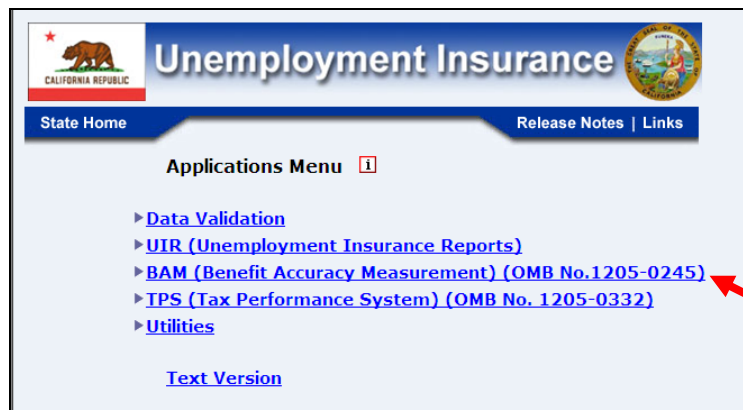 CALIFORNIA REPUBLIC
Unemployment Insurance
State Home
Release Notes | Links
Applications Menu i
Data Validation
UIR (Unemployment Insurance Reports)
BAM (Benefit Accuracy Measurement) (OMB No.1205-0245)
TPS (Tax Performance System) (OMB No. 1205-0332)
Utilities
Text Version